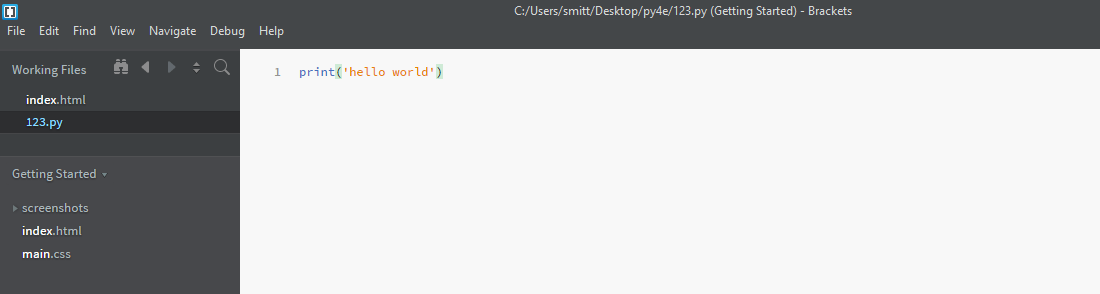 C:/Users/smitt/Desktop/py4e/123.py (Getting Started) - Brackets
File Edit Find View Navigate Debug Help
Working Files
index.html
123.py
Getting Started
screenshots
index.html
main.css
1 print('hello world')